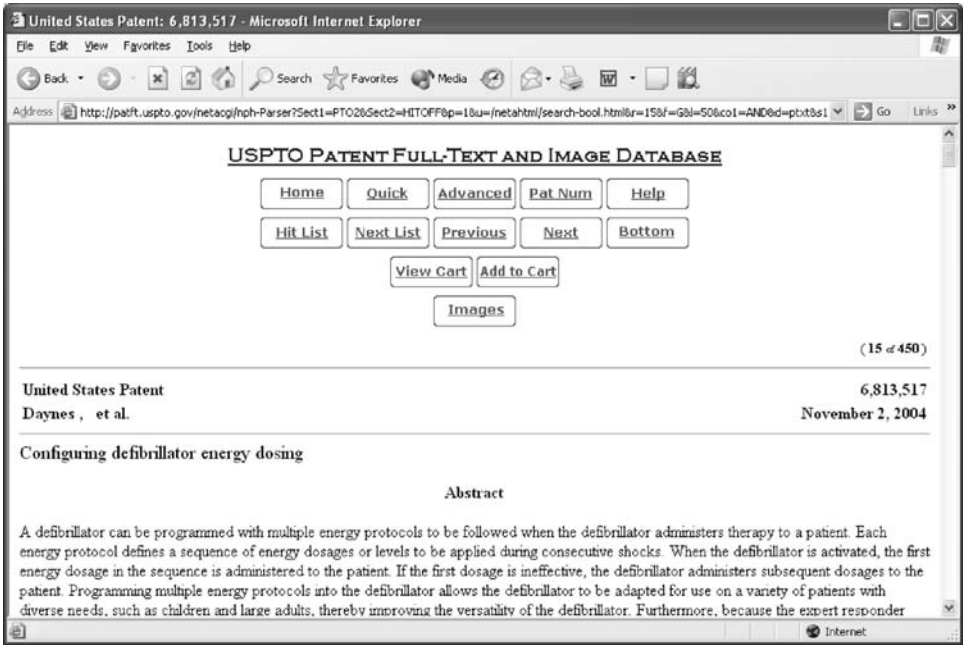 United States Patent: 6,813,517 - Microsoft Internet Explorer
File Edit View Favorites Tools Help
Back Search Favorites Media
Address http://patft.uspto.gov/netacgi/nph-Parser?Sect1=PTO2&Sect2=HITOFF&p=1&u=/netahtml/search-bool.html&r=15&f=G&l=50&co1=AND&d=ptxt&s1 Go Links »
USPTO PATENT FULL-TEXT AND IMAGE DATABASE
Home Quick Advanced Pat Num Help
Hit List Next List Previous Next Bottom
View Cart Add to Cart
Images
(15 of 450)
United States Patent 6,813,517
Daynes , et al. November 2, 2004
Configuring defibrillator energy dosing
Abstract
A defibrillator can be programmed with multiple energy protocols to be followed when the defibrillator administers therapy to a patient. Each
energy protocol defines a sequence of energy dosages or levels to be applied during consecutive shocks. When the defibrillator is activated, the first
energy dosage in the sequence is administered to the patient. If the first dosage is ineffective, the defibrillator administers subsequent dosages to the
patient. Programming multiple energy protocols into the defibrillator allows the defibrillator to be adapted for use on a variety of patients with
diverse needs, such as children and large adults, thereby improving the versatility of the defibrillator. Furthermore, because the expert responder
Internet